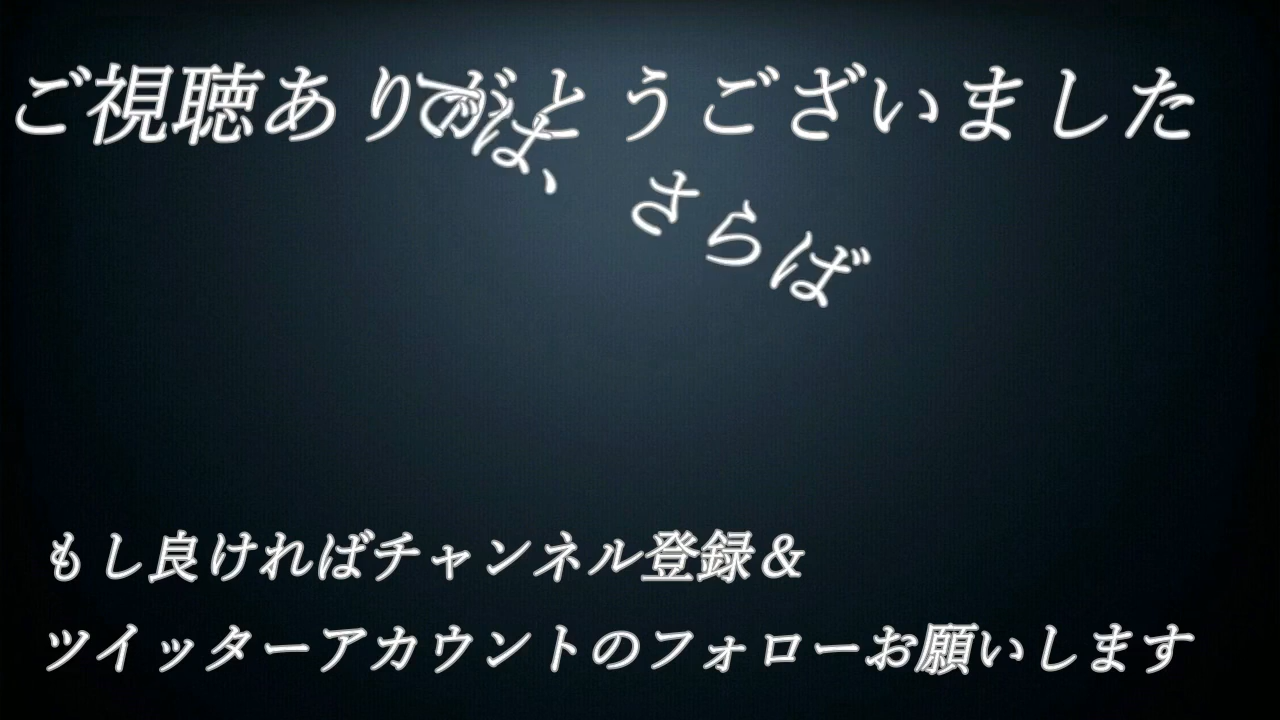 ご視聴ありがとうございました
では、 さらば
もし良ければチャンネル登録&
ツイッターアカウントのフォローお願いします